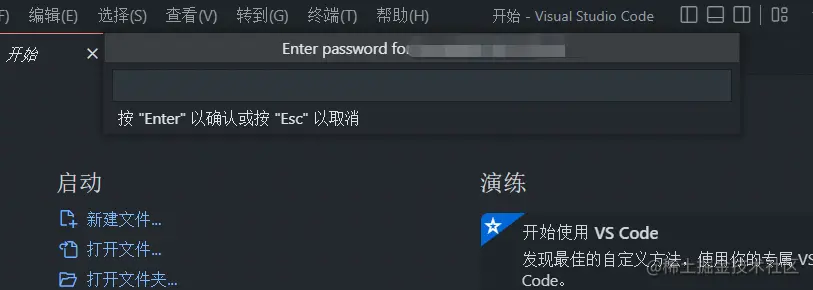 F) 编辑(E) 选择(S) 查看(V) 转到(G) 终端(T) 帮助(H) 开始 - Visual Studio Code
开始
Enter password for
按 "Enter" 以确认或按 "Esc" 以取消
启动
演练
新建文件...
打开文件...
打开文件夹...
开始使用 VS Code
发现最佳的自定义方法，使用你的专属 VS
Code。
@稀土掘金技术社区